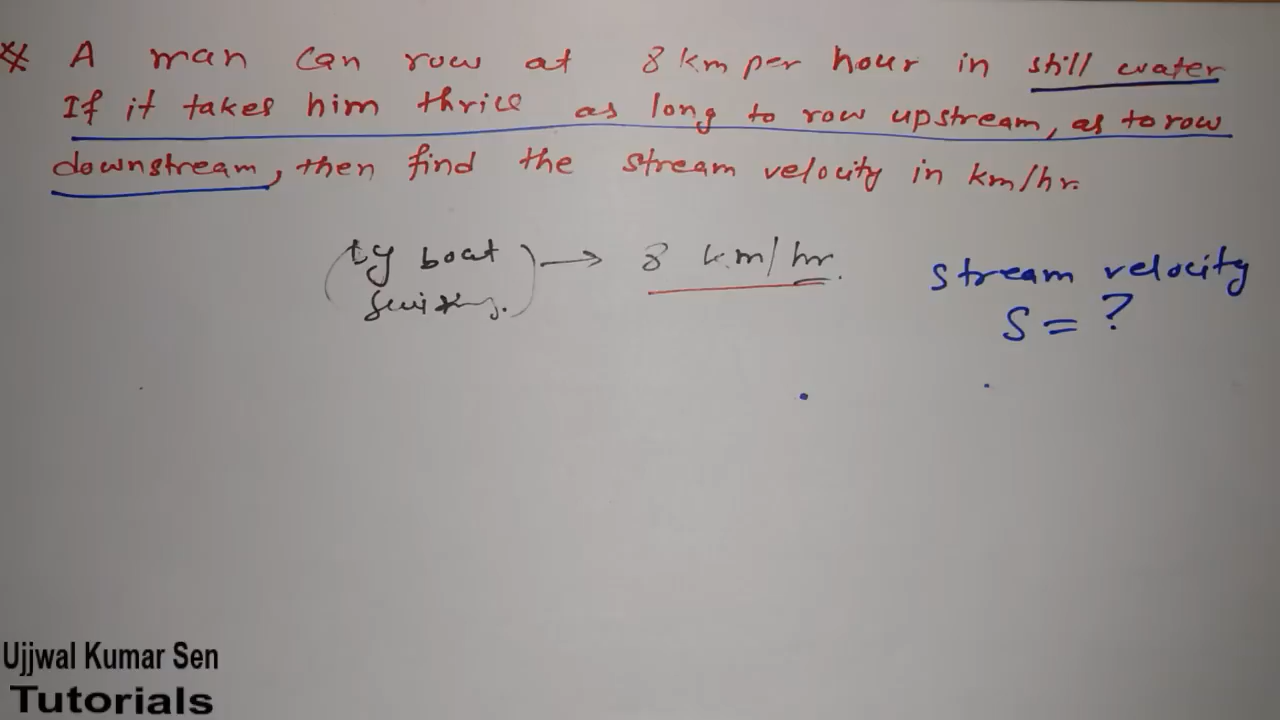 A man can row at 8 km per hour in still water
If it takes him thrice as long to row upstream, as to row
downstream, then find the stream velocity in km/hr.
boat → 8 km/hr.
stream velocity
S = ?
Ujjwal Kumar Sen
Tutorials